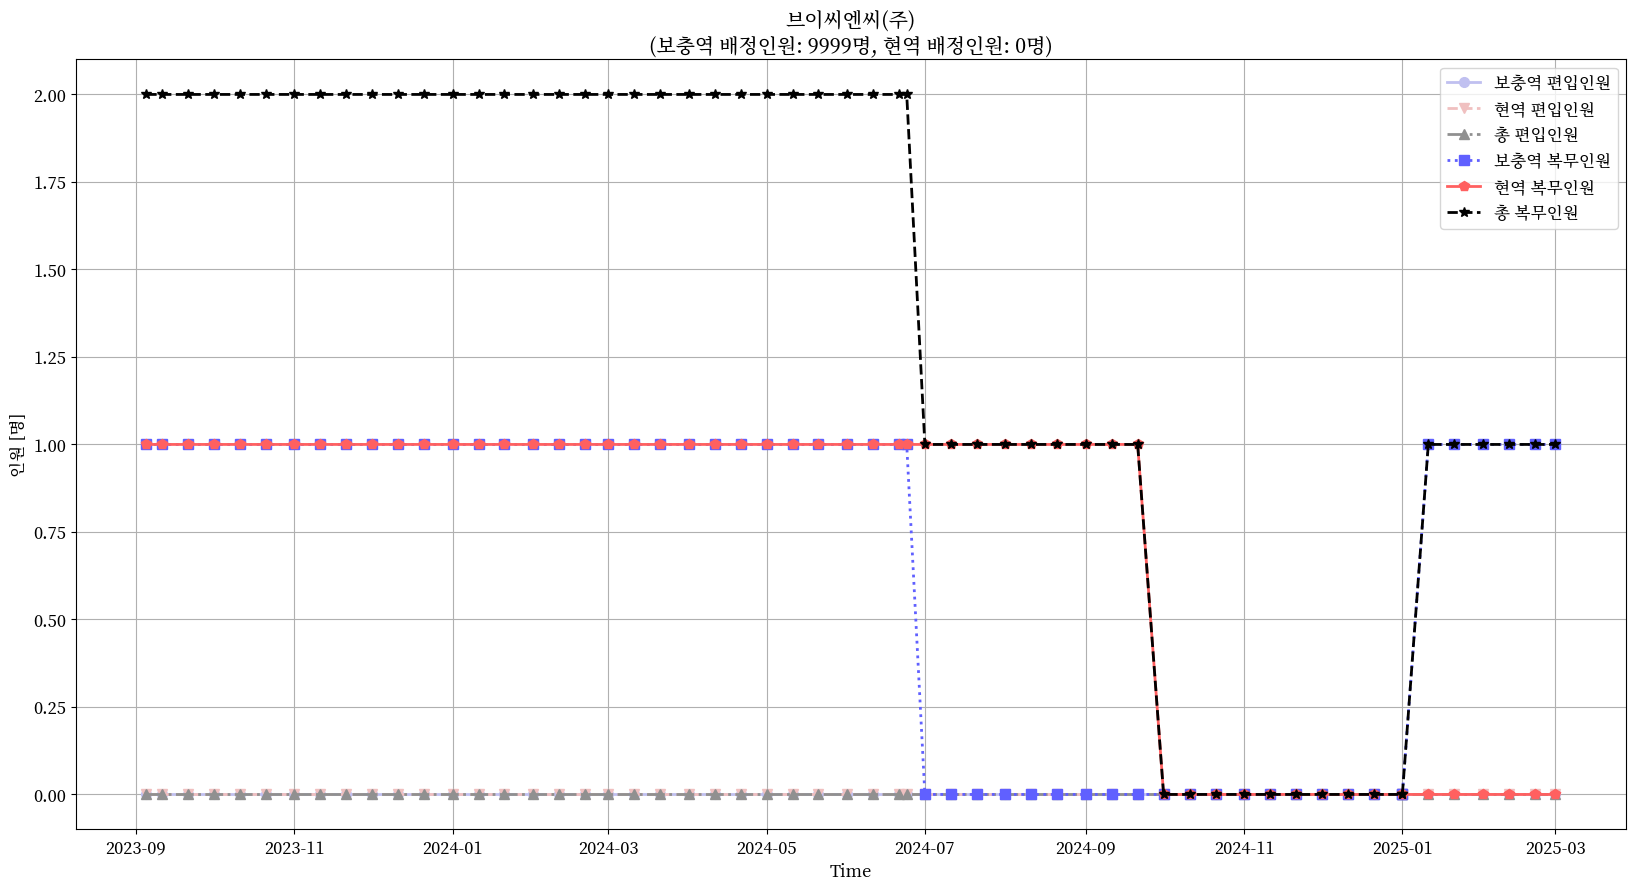 브이씨엔씨(주)
(보충역 배정인원: 9999명, 현역 배정인원: 0명)
보충역 편입인원
현역 편입인원
총 편입인원
보충역 복무인원
현역 복무인원
총 복무인원
인원 [명]
2.00
1.75
1.50
1.25
1.00
0.75
0.50
0.25
0.00
2023-09
2023-11
2024-01
2024-03
2024-05
2024-07
2024-09
2024-11
2025-01
2025-03
Time